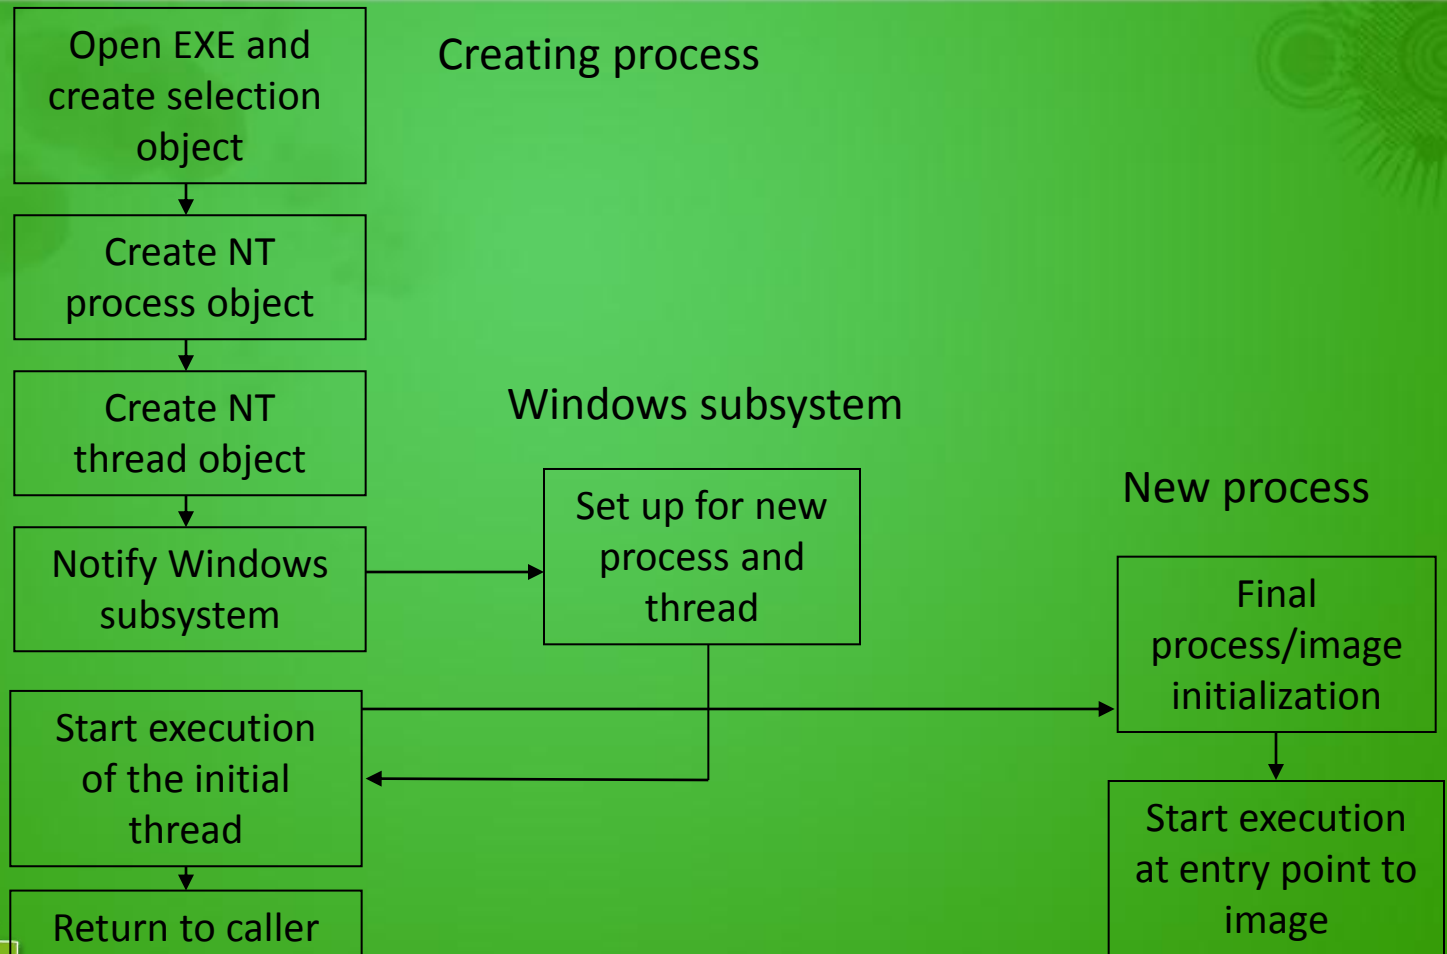 Open EXE and
create selection
object
Creating process
Create NT
process object
Create NT
thread object
Windows subsystem
Notify Windows
subsystem
Set up for new
process and
thread
New process
Final
process/image
initialization
Start execution
of the initial
thread
Start execution
at entry point to
image
Return to caller